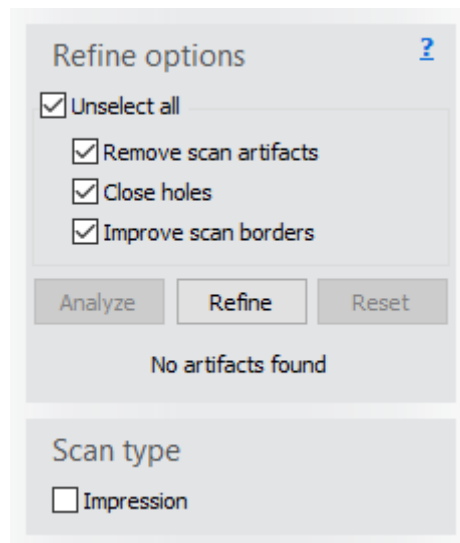 Refine options ?
Unselect all
Remove scan artifacts
Close holes
Improve scan borders
Analyze Refine Reset
No artifacts found
Scan type
Impression